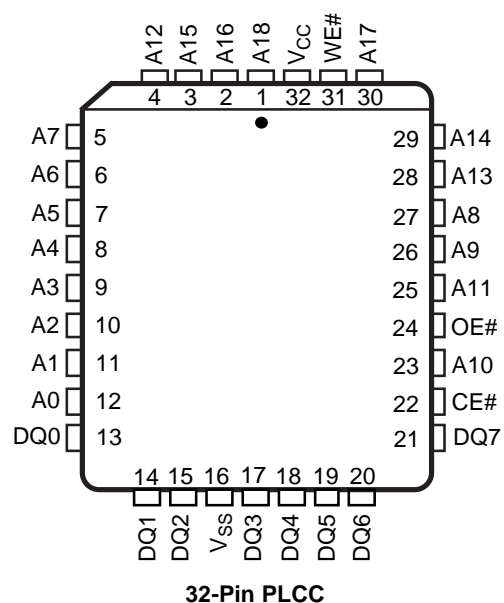 A12 A15 A16 A18 VCC WE# A17
4 3 2 1 32 31 30
A7 5 29 A14
A6 6 28 A13
A5 7 27 A8
A4 8 26 A9
A3 9 25 A11
A2 10 24 OE#
A1 11 23 A10
A0 12 22 CE#
DQ0 13 21 DQ7
14 15 16 17 18 19 20
DQ1 DQ2 VSS DQ3 DQ4 DQ5 DQ6
32-Pin PLCC